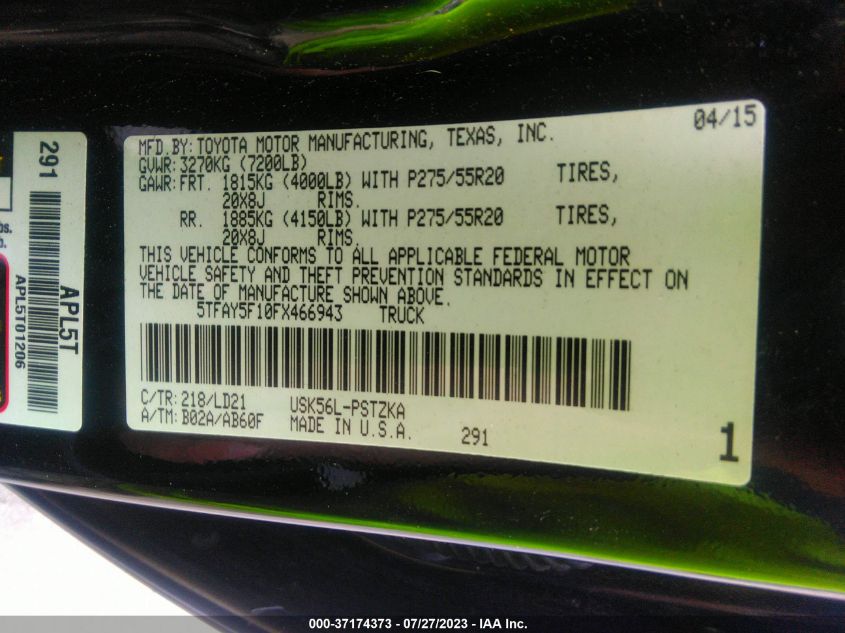 04/15
MFD.BY:TOYOTA MOTOR MANUFACTURING, TEXAS, INC.
GVWR:3270KG (7200LB)
GAWR:FRT. 1815KG (4000LB) WITH P275/55R20 TIRES,
20X8J RIMS.
RR. 1885KG (4150LB) WITH P275/55R20 TIRES,
20X8J RIMS.
THIS VEHICLE CONFORMS TO ALL APPLICABLE FEDERAL MOTOR
VEHICLE SAFETY AND THEFT PREVENTION STANDARDS IN EFFECT ON
THE DATE OF MANUFACTURE SHOWN ABOVE.
5TFAY5F10FX466943 TRUCK
C/TR:218/LD21 USK56L-PSTZKA
A/TM:B02A/AB60F MADE IN U.S.A. 291
1
291
APL5T
APL5T01206
000-37174373 - 07/27/2023 - IAA Inc.